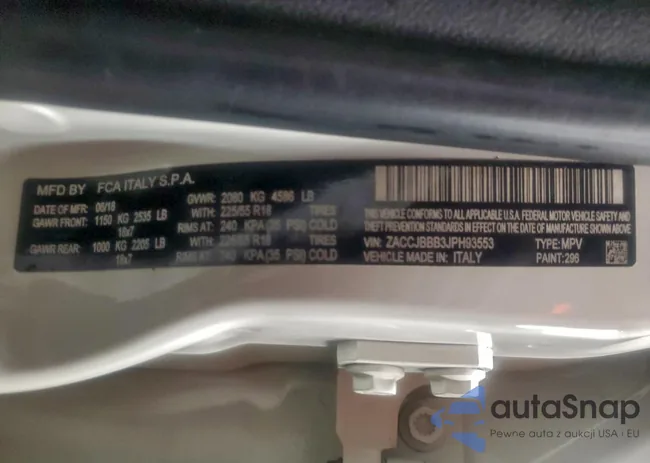 MFD BY FCA ITALY S.P.A.
DATE OF MFR 06/18 GVWR: 2080 KG 4586 LB
GAWR FRONT: 1150 KG 2535 LB WITH: 225/55 R18 TIRES
18x7 RIMS AT: 240 KPA (35 PSI) COLD
GAWR REAR: 1000 KG 2205 LB WITH: 225/55 R18 TIRES
18x7 RIMS AT: 240 KPA (35 PSI) COLD
THIS VEHICLE CONFORMS TO ALL APPLICABLE U.S.A. FEDERAL MOTOR VEHICLE SAFETY
AND THEFT PREVENTION STANDARDS IN EFFECT ON THE DATE OF MANUFACTURE SHOWN ABOVE.
VIN: ZACCJBBB3JPH93553 TYPE: MPV
VEHICLE MADE IN: ITALY PAINT: 296
autaSnap
Pewne auta z aukcji USA i EU